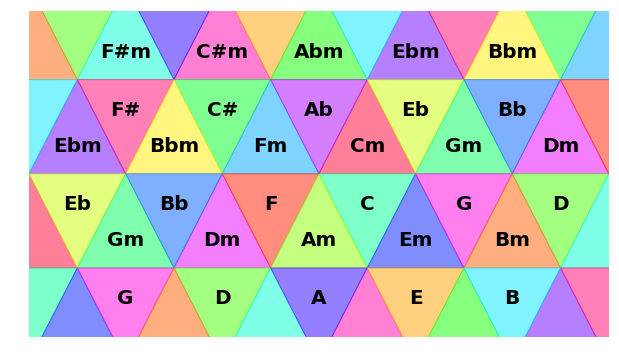 F#m C#m Abm Ebm Bbm
F# C# Ab Eb Bb
Ebm Bbm Fm Cm Gm Dm
Eb Bb F C G D
Gm Dm Am Em Bm
G D A E B